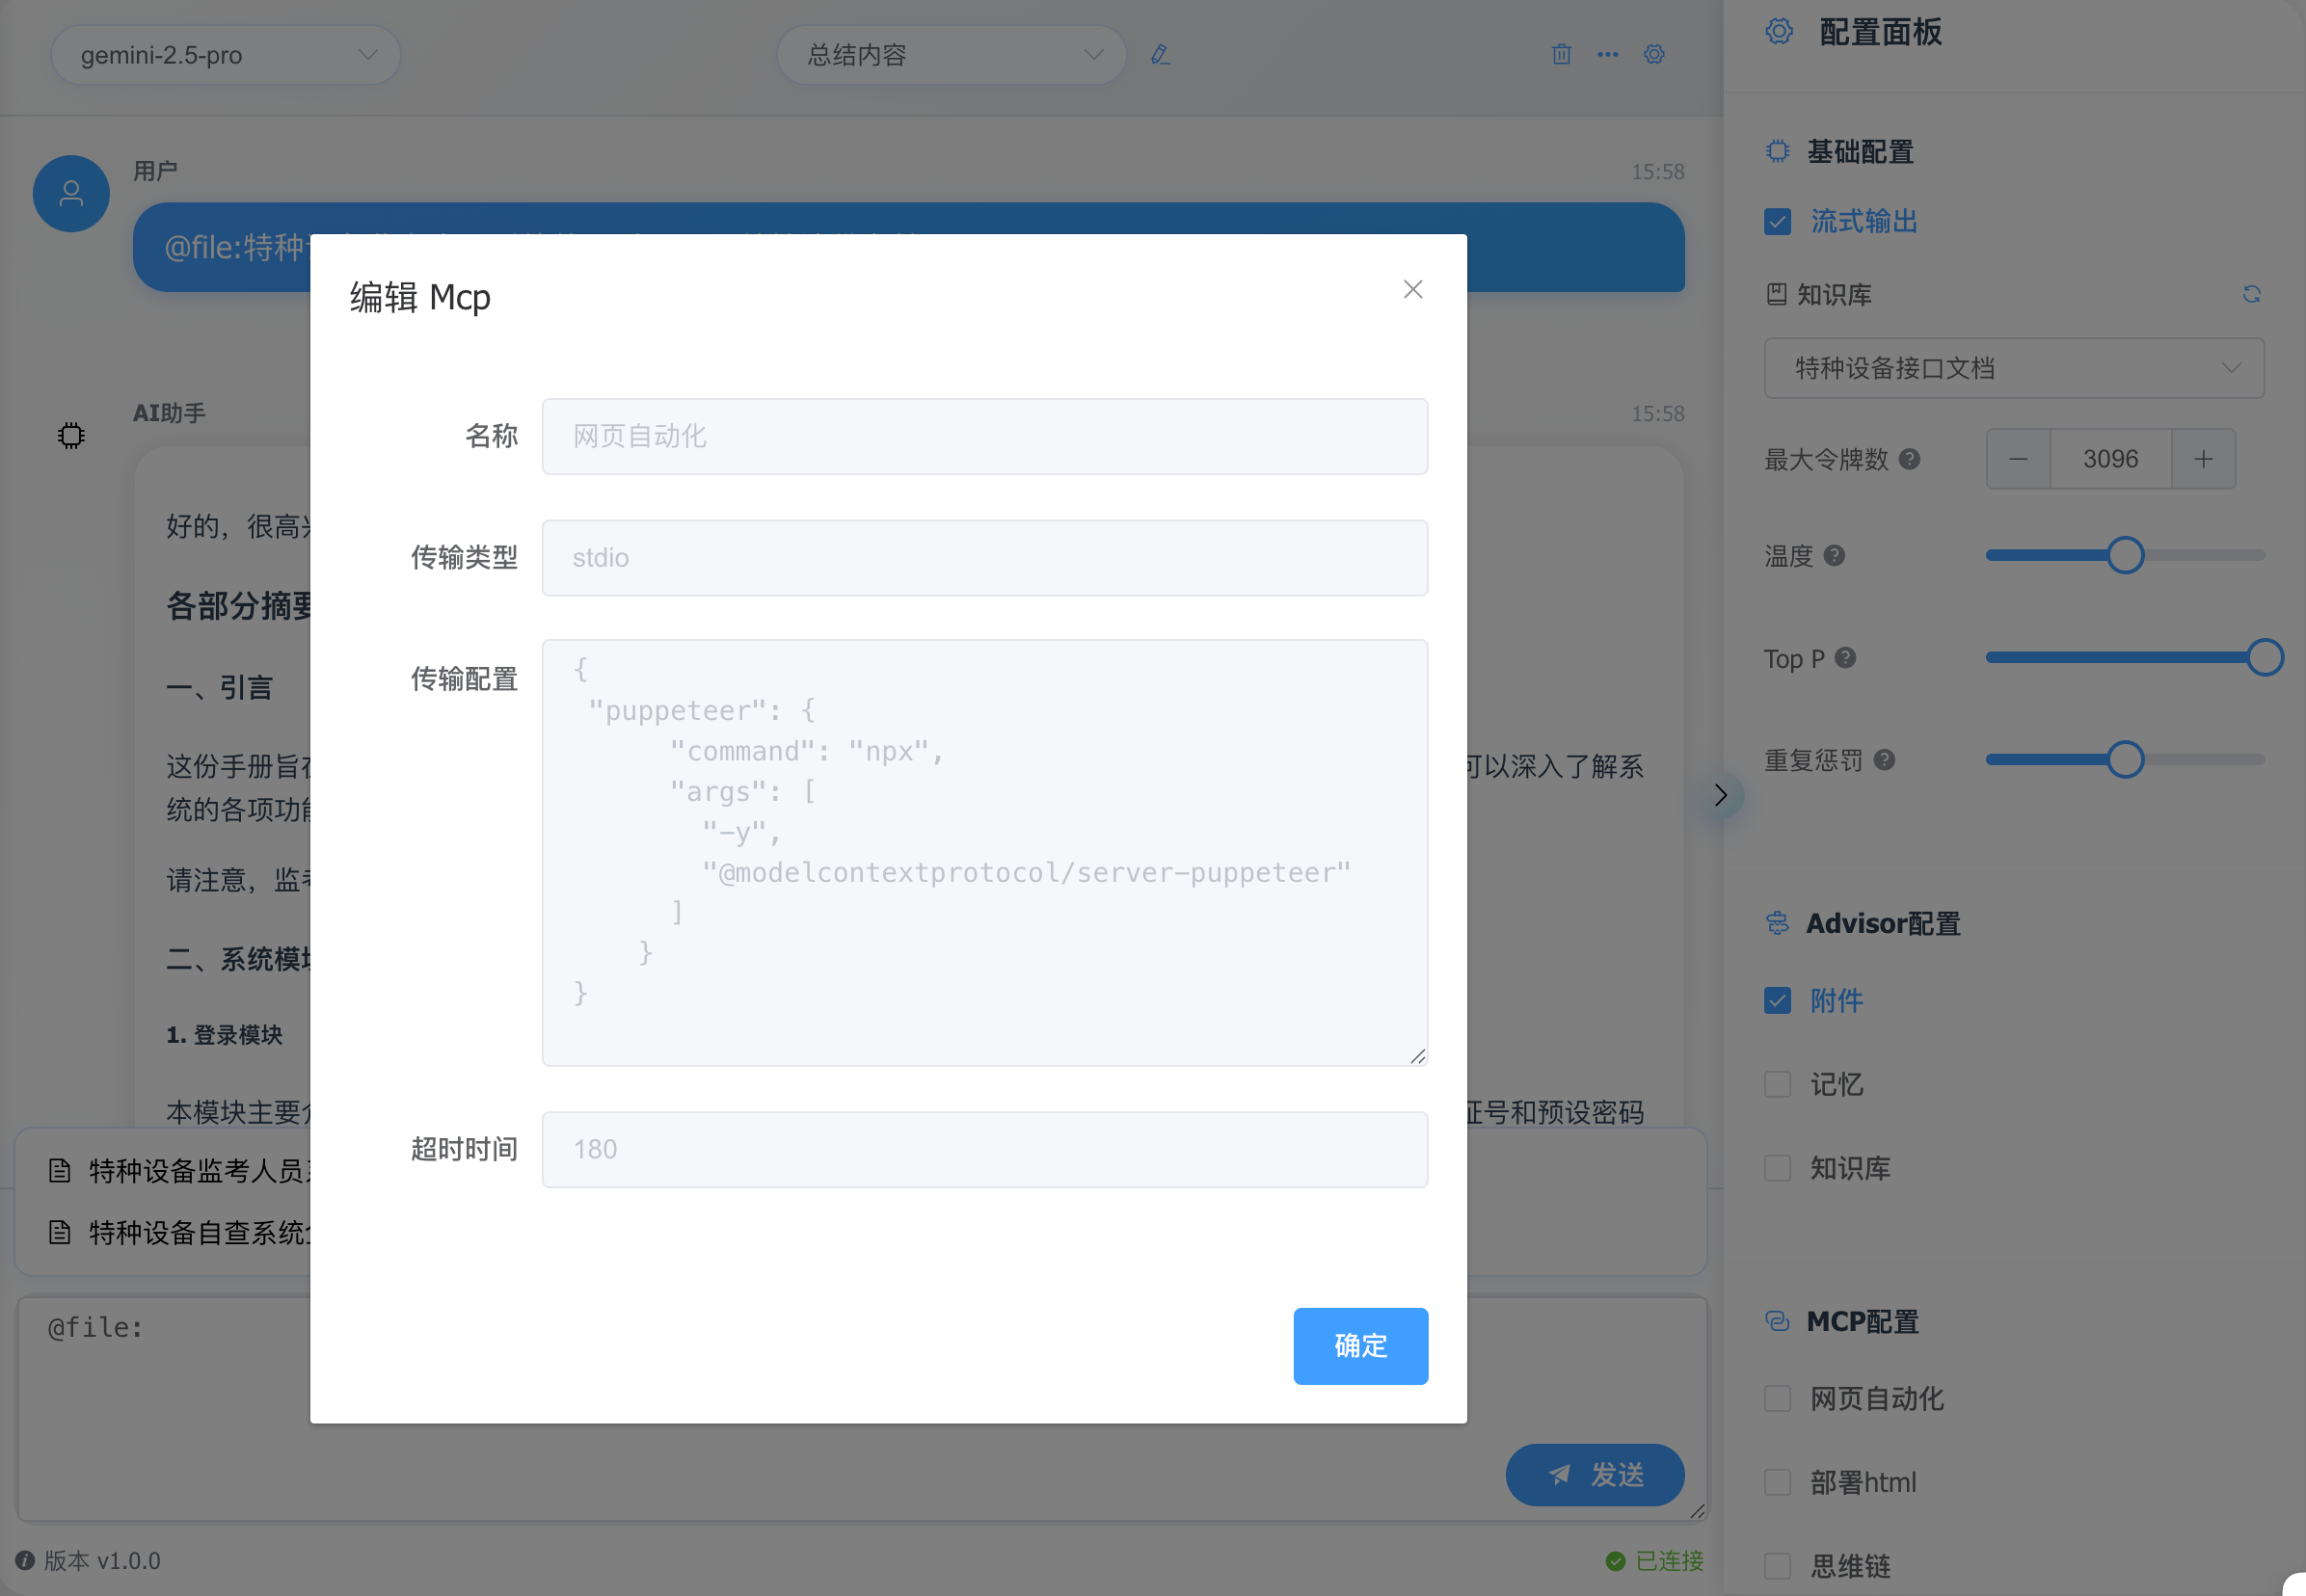 gemini-2.5-pro
总结内容
用户
15:58
@file:特种
AI助手
15:58
好的，很高
各部分摘要
一、引言
这份手册旨
可以深入了解系
统的各项功能
请注意，监
二、系统模
1. 登录模块
本模块主要
证号和预设密码
特种设备监考人员
特种设备自查系统
@file:
发送
版本 v1.0.0
已连接
编辑 Mcp
名称
网页自动化
传输类型
stdio
传输配置
{
"puppeteer": {
"command": "npx",
"args": [
"-y",
"@modelcontextprotocol/server-puppeteer"
]
}
}
超时时间
180
确定
配置面板
基础配置
流式输出
知识库
特种设备接口文档
最大令牌数
3096
温度
Top P
重复惩罚
Advisor配置
附件
记忆
知识库
MCP配置
网页自动化
部署html
思维链